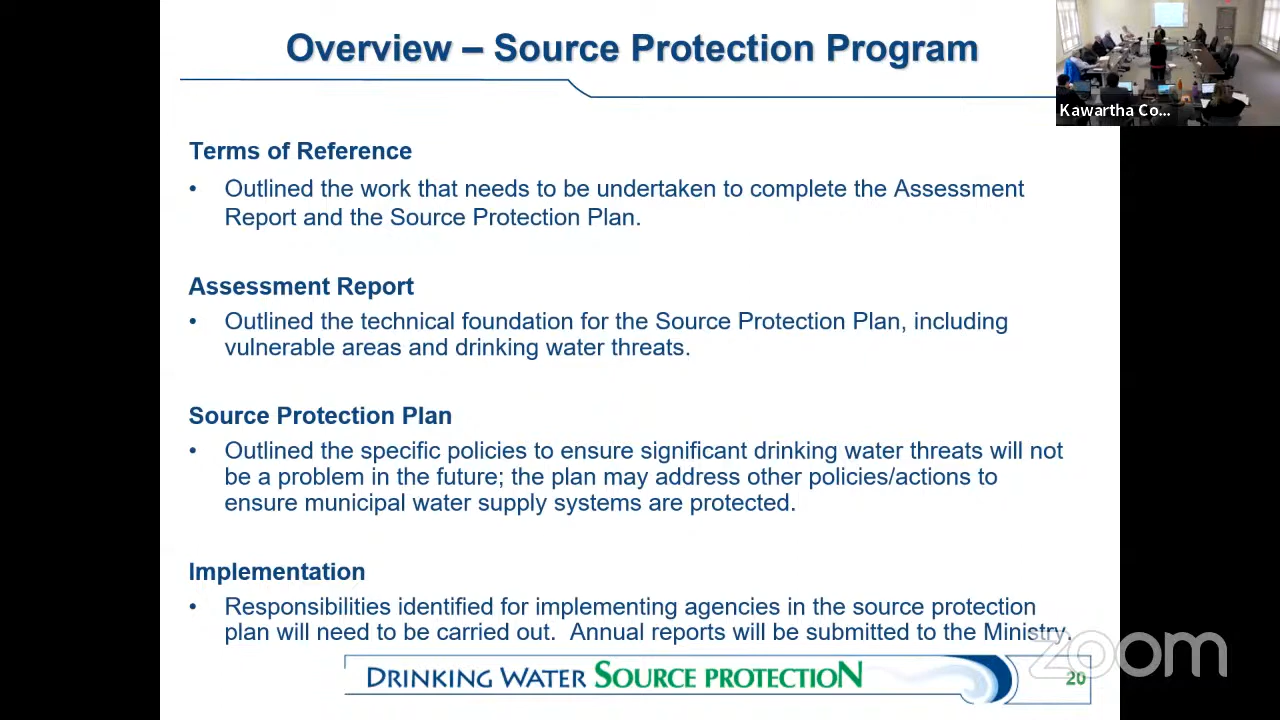 Overview – Source Protection Program
Kawartha Co...
Terms of Reference
• Outlined the work that needs to be undertaken to complete the Assessment
Report and the Source Protection Plan.
Assessment Report
• Outlined the technical foundation for the Source Protection Plan, including
vulnerable areas and drinking water threats.
Source Protection Plan
• Outlined the specific policies to ensure significant drinking water threats will not
be a problem in the future; the plan may address other policies/actions to
ensure municipal water supply systems are protected.
Implementation
• Responsibilities identified for implementing agencies in the source protection
plan will need to be carried out.  Annual reports will be submitted to the Ministry.
zoom
DRINKING WATER SOURCE PROTECTION
20